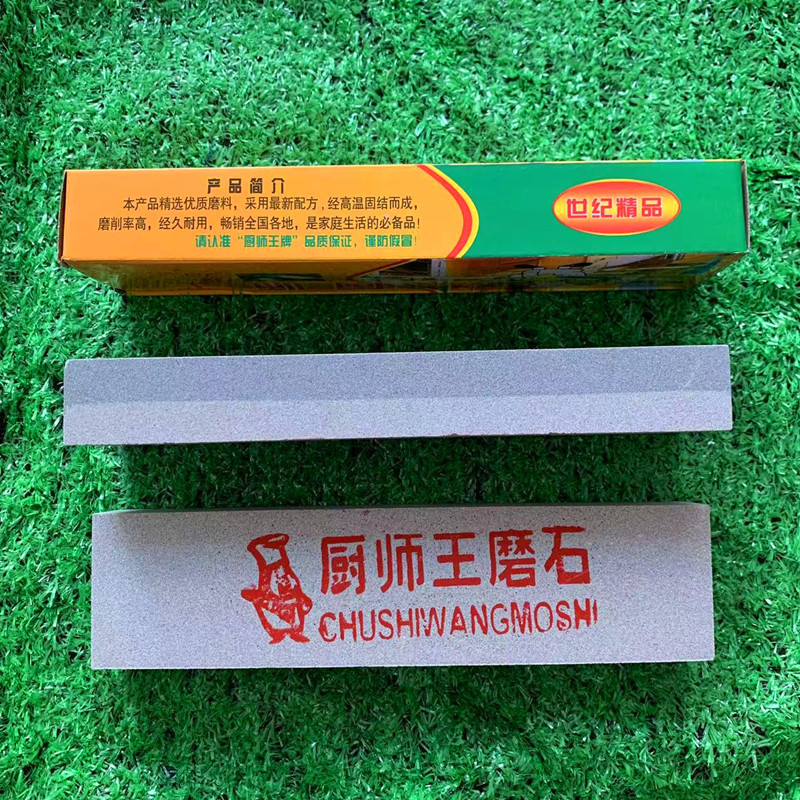 产品简介
本产品精选优质磨料，采用最新配方，经高温固结而成，
磨削率高，经久耐用，畅销全国各地，是家庭生活的必备品！
请认准“厨师王牌”品质保证，谨防假冒！
世纪精品
厨师王磨石
CHUSHIWANGMOSHI